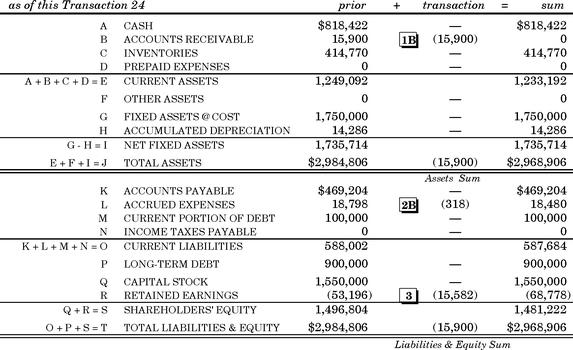 as of this Transaction 24 prior + transaction = sum
A CASH $818,422 — $818,422
B ACCOUNTS RECEIVABLE 15,900 1B (15,900) 0
C INVENTORIES 414,770 — 414,770
D PREPAID EXPENSES 0 — 0
A + B + C + D = E CURRENT ASSETS 1,249,092 1,233,192
F OTHER ASSETS 0 — 0
G FIXED ASSETS @ COST 1,750,000 — 1,750,000
H ACCUMULATED DEPRECIATION 14,286 — 14,286
G - H = I NET FIXED ASSETS 1,735,714 1,735,714
E + F + I = J TOTAL ASSETS $2,984,806 (15,900) $2,968,906
Assets Sum
K ACCOUNTS PAYABLE $469,204 — $469,204
L ACCRUED EXPENSES 18,798 2B (318) 18,480
M CURRENT PORTION OF DEBT 100,000 — 100,000
N INCOME TAXES PAYABLE 0 — 0
K + L + M + N = O CURRENT LIABILITIES 588,002 587,684
P LONG-TERM DEBT 900,000 — 900,000
Q CAPITAL STOCK 1,550,000 — 1,550,000
R RETAINED EARNINGS (53,196) 3 (15,582) (68,778)
Q + R = S SHAREHOLDERS' EQUITY 1,496,804 1,481,222
O + P + S = T TOTAL LIABILITIES & EQUITY $2,984,806 (15,900) $2,968,906
Liabilities & Equity Sum